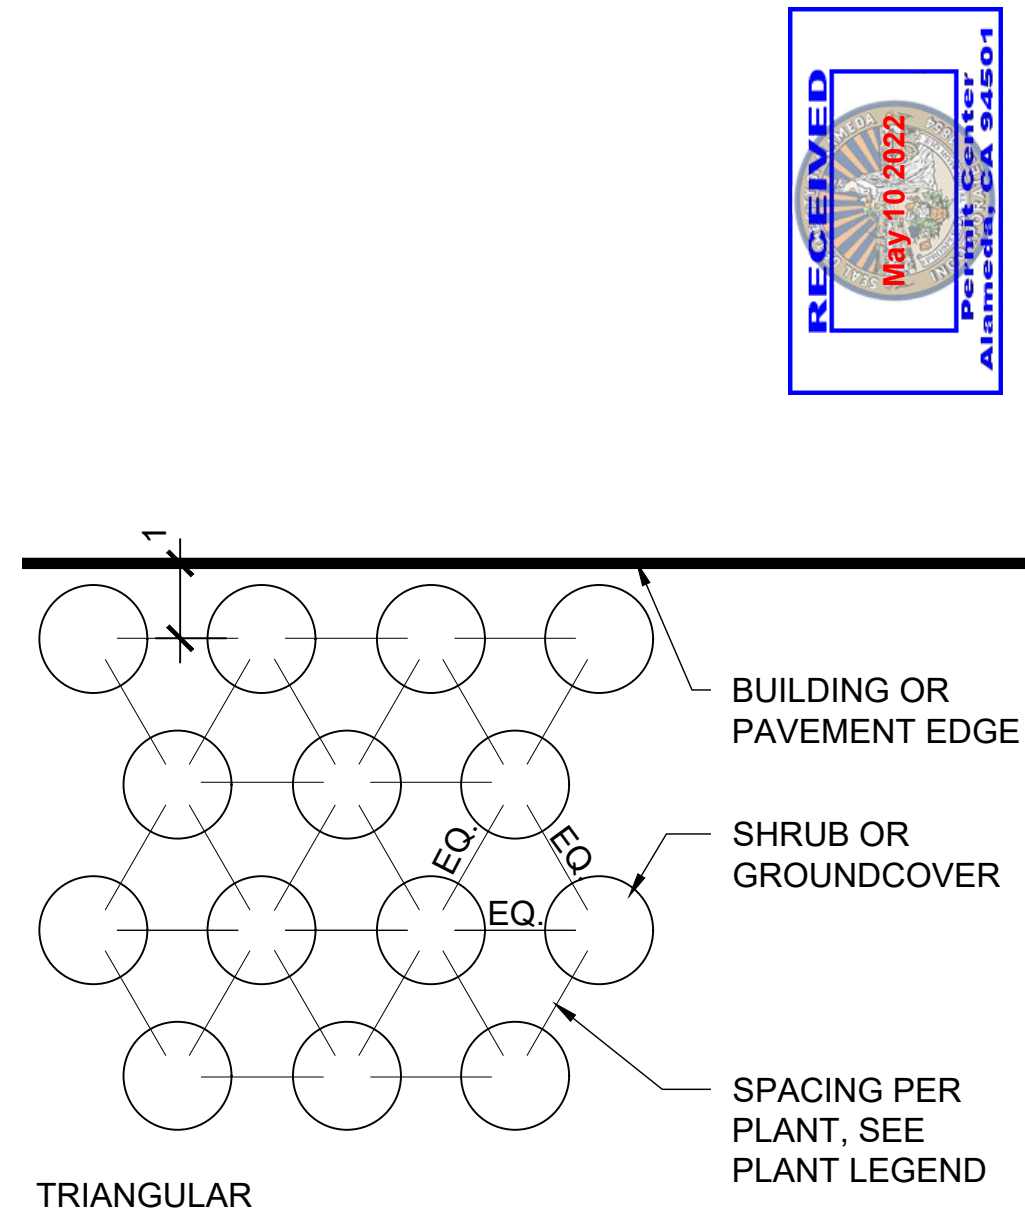 RECEIVED
May 10 2022
Permit Center
Alameda, CA 94501
1
BUILDING OR
PAVEMENT EDGE
SHRUB OR
GROUNDCOVER
EQ.
EQ.
EQ.
SPACING PER
PLANT, SEE
PLANT LEGEND
TRIANGULAR